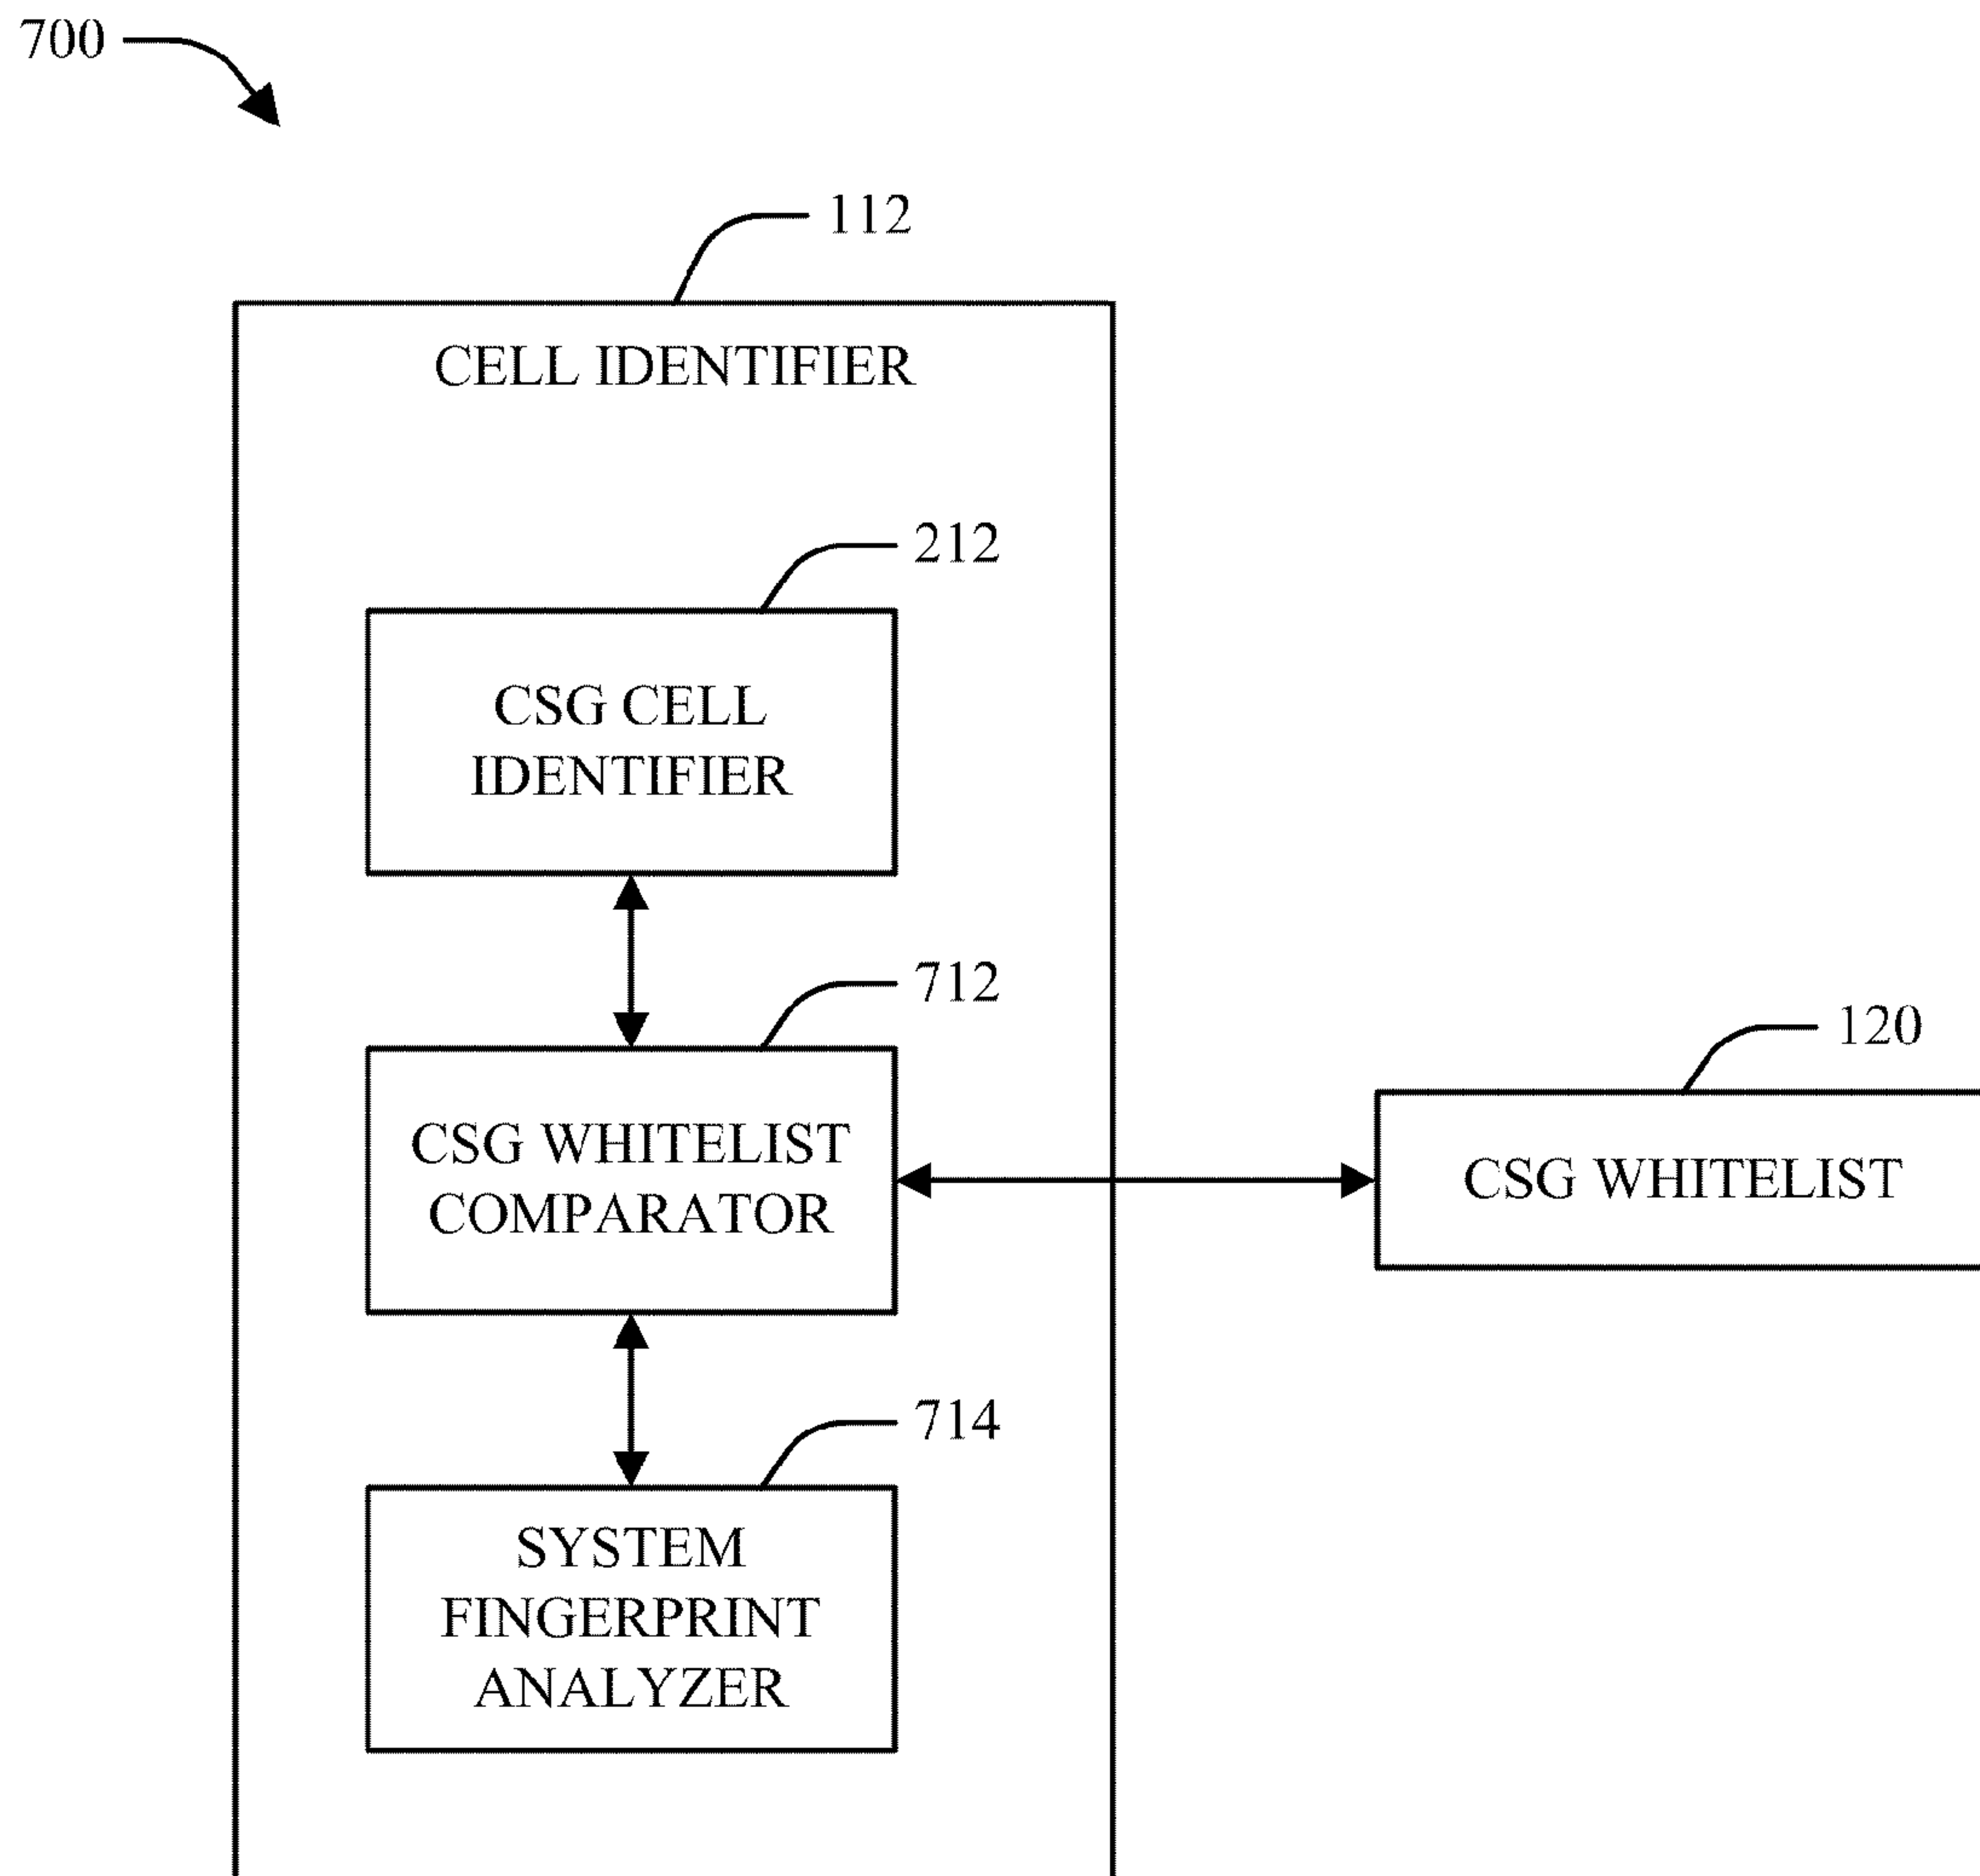 700
112
CELL IDENTIFIER
212
CSG CELL
IDENTIFIER
712
CSG WHITELIST
COMPARATOR
120
CSG WHITELIST
714
SYSTEM
FINGERPRINT
ANALYZER